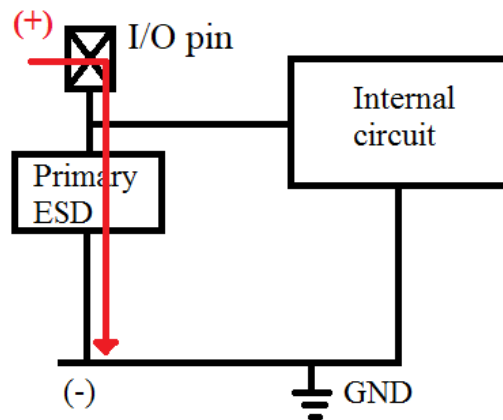 (+)
I/O pin
Internal
circuit
Primary
ESD
(-)
GND